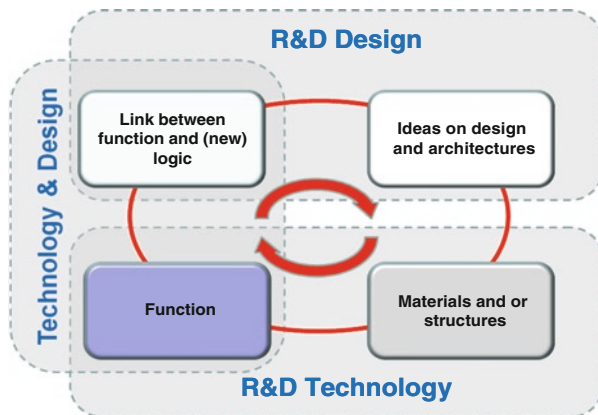 R&D Design
Technology & Design
Link between
function and (new)
logic
Ideas on design
and architectures
Function
Materials and or
structures
R&D Technology